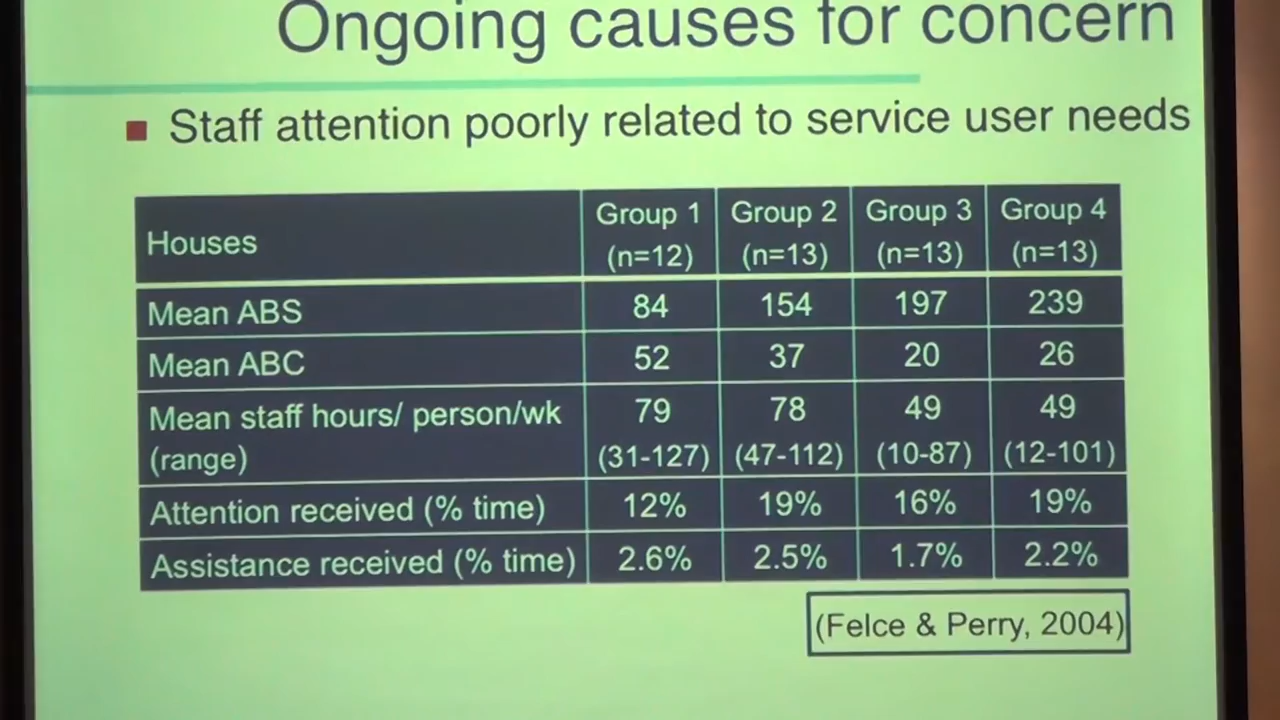 Ongoing causes for concern
Staff attention poorly related to service user needs
Houses Group 1 (n=12) Group 2 (n=13) Group 3 (n=13) Group 4 (n=13)
Mean ABS 84 154 197 239
Mean ABC 52 37 20 26
Mean staff hours/ person/wk (range) 79 (31-127) 78 (47-112) 49 (10-87) 49 (12-101)
Attention received (% time) 12% 19% 16% 19%
Assistance received (% time) 2.6% 2.5% 1.7% 2.2%
(Felce & Perry, 2004)